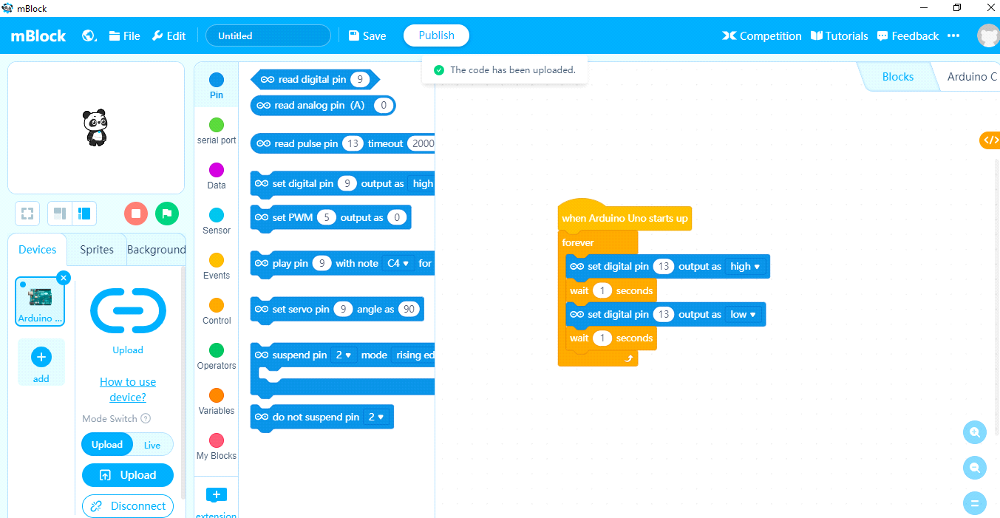 mBlock
mBlock File Edit Untitled Save Publish Competition Tutorials Feedback
The code has been uploaded.
Blocks Arduino C
Pin
serial port
Data
Sensor
Events
Control
Operators
Variables
My Blocks
extension
read digital pin 9
read analog pin (A) 0
read pulse pin 13 timeout 2000
set digital pin 9 output as high
set PWM 5 output as 0
play pin 9 with note C4 for
set servo pin 9 angle as 90
suspend pin 2 mode rising ed
do not suspend pin 2
when Arduino Uno starts up
forever
set digital pin 13 output as high
wait 1 seconds
set digital pin 13 output as low
wait 1 seconds
Devices Sprites Background
Arduino ...
add
Upload
How to use
device?
Mode Switch ?
Upload Live
Upload
Disconnect